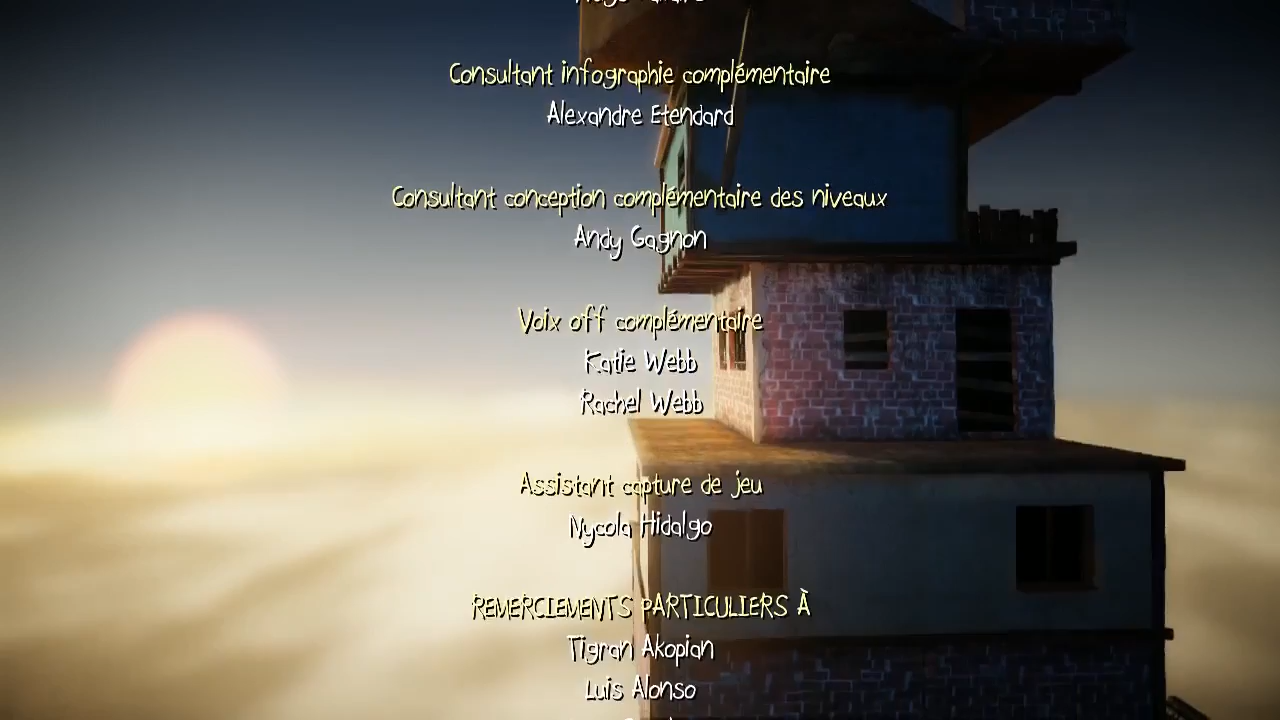 Consultant infographie complémentaire
Alexandre Etendard
Consultant conception complémentaire des niveaux
Andy Gagnon
Voix off complémentaire
Katie Webb
Rachel Webb
Assistant capture de jeu
Nycola Hidalgo
REMERCIEMENTS PARTICULIERS À
Tigran Akopian
Luis Alonso